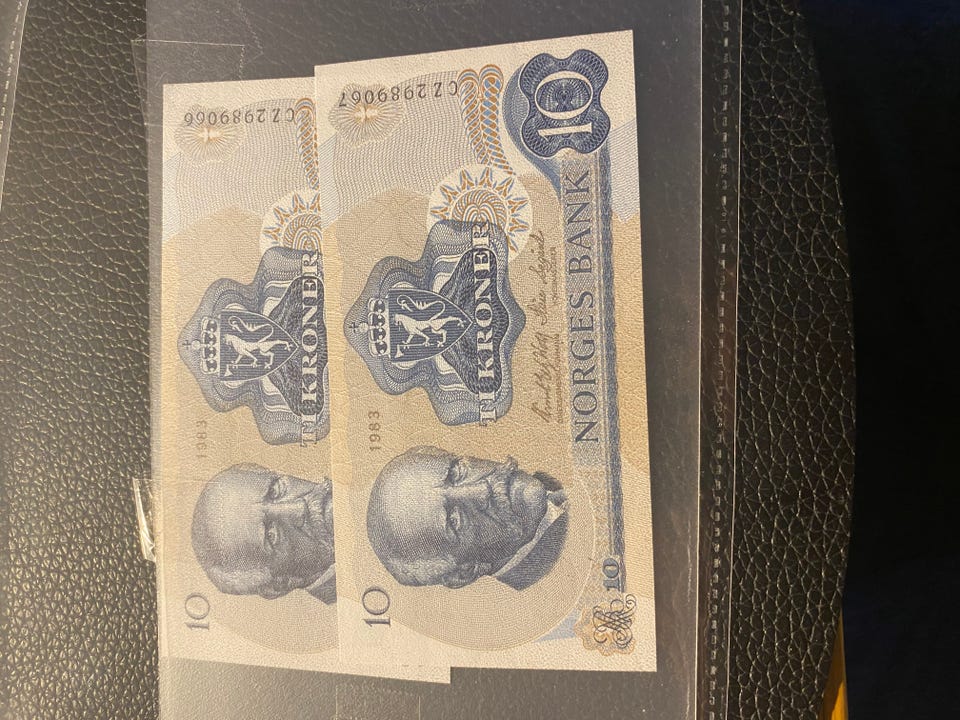 10
1983
CZ 2989066
TI KRONER
10
1983
CZ 2989067
TI KRONER
NORGES BANK
10
10